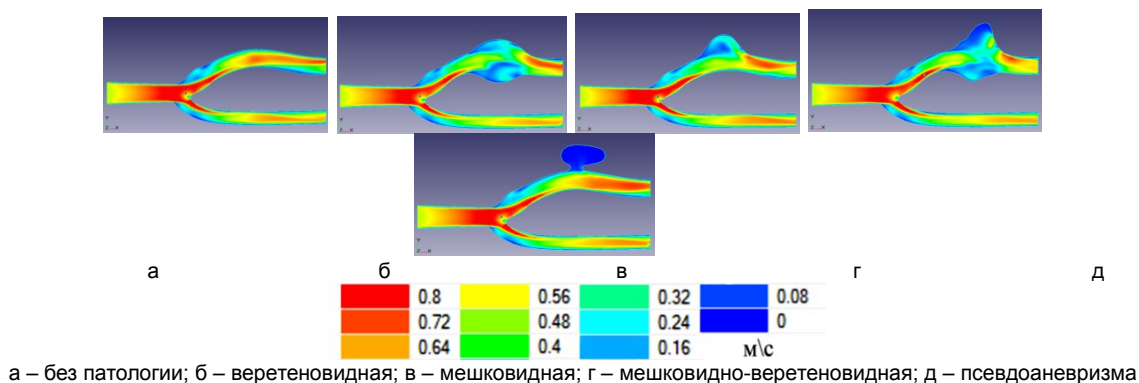 а б в г д
0.8 0.56 0.32 0.08
0.72 0.48 0.24 0
0.64 0.4 0.16 м\с
а – без патологии; б – веретеновидная; в – мешковидная; г – мешковидно-веретеновидная; д – псевдоаневризма